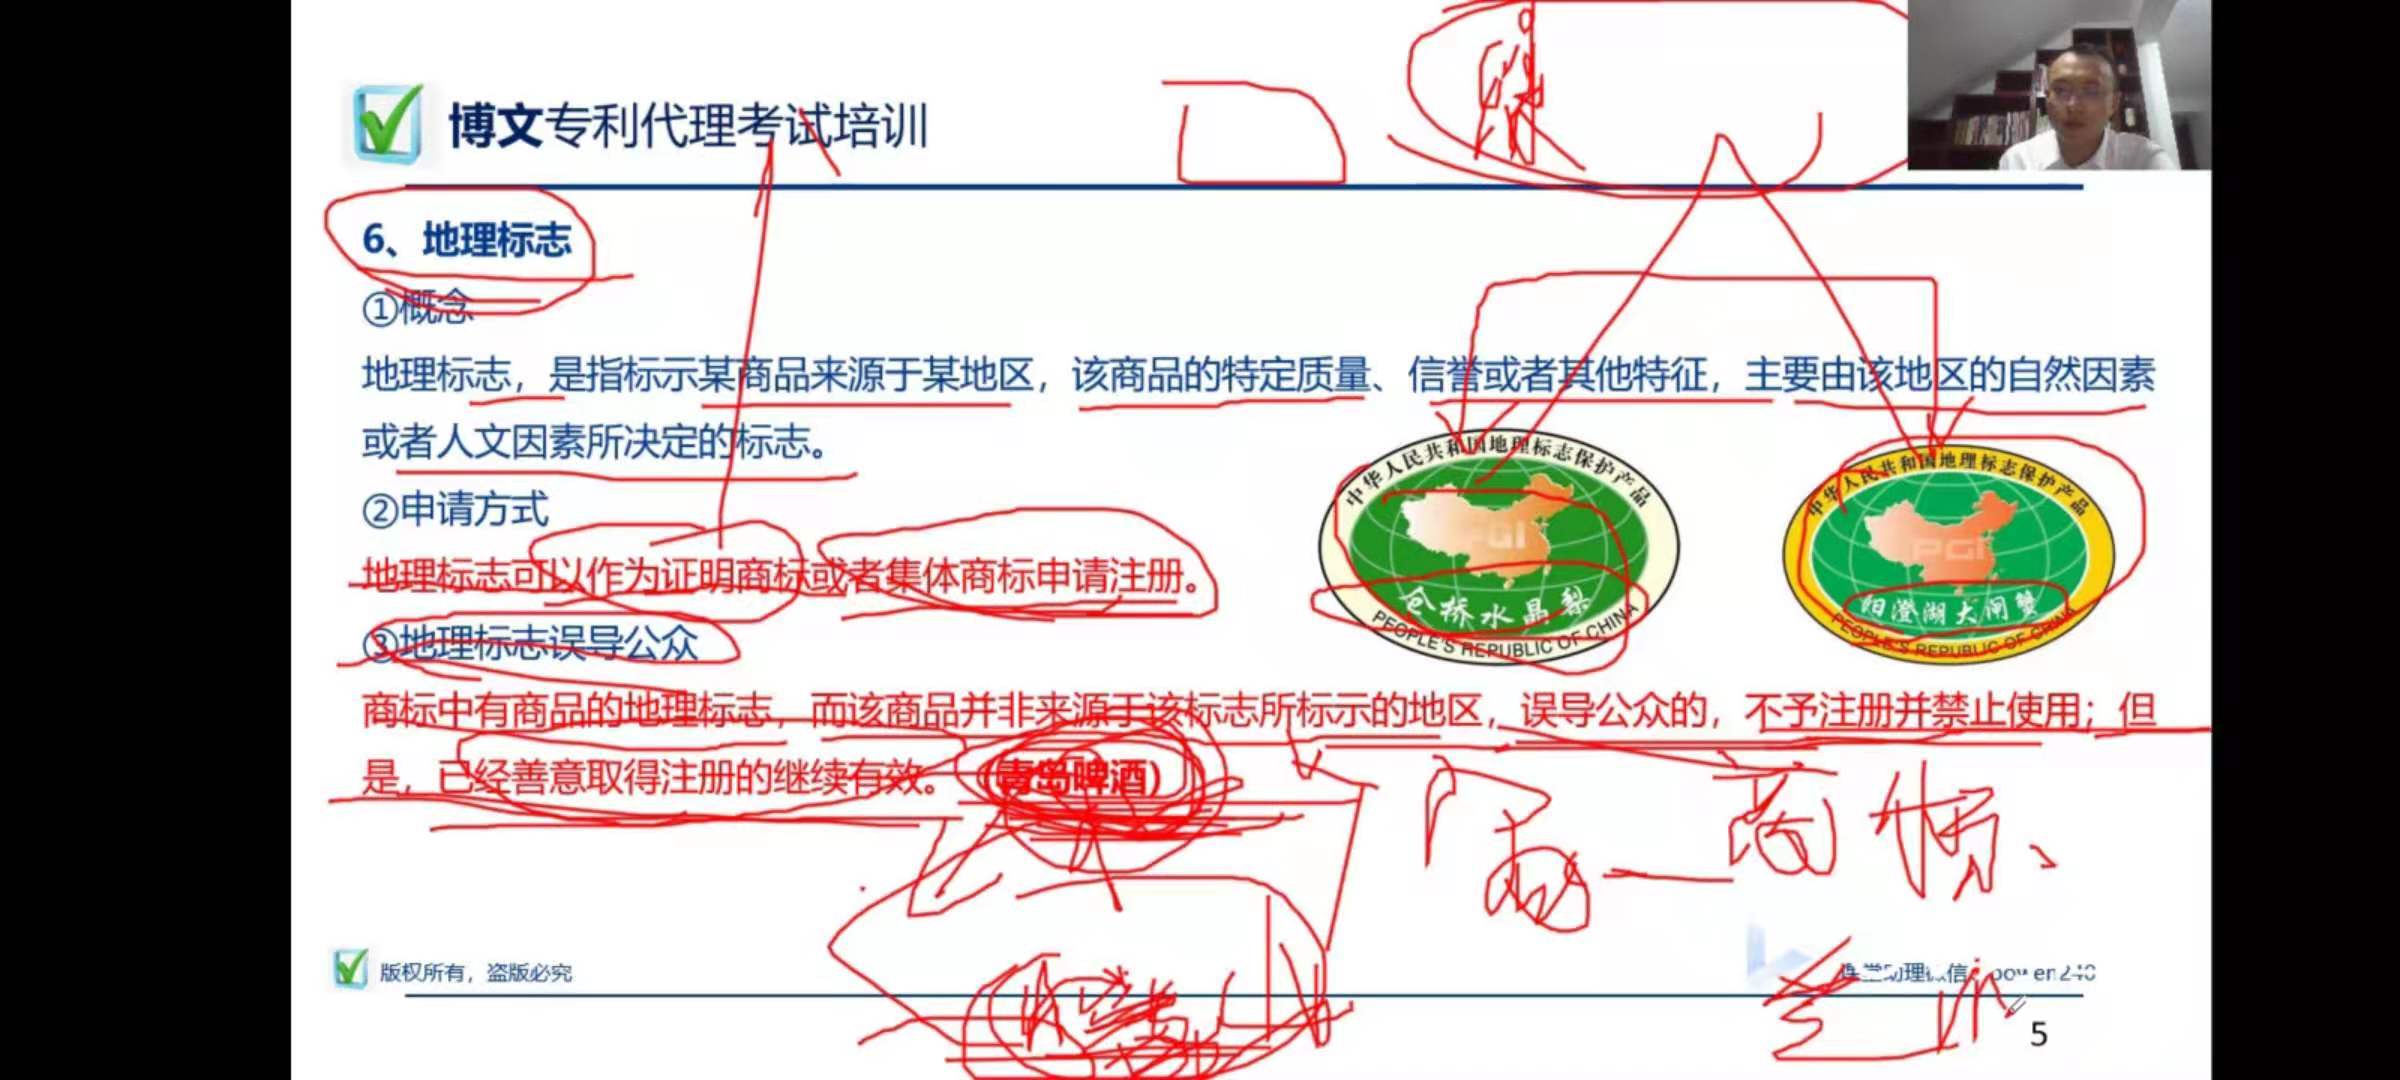 博文专利代理考试培训
6、地理标志
①概念
地理标志，是指标示某商品来源于某地区，该商品的特定质量、信誉或者其他特征，主要由该地区的自然因素
或者人文因素所决定的标志。
②申请方式
地理标志可以作为证明商标或者集体商标申请注册。
③地理标志误导公众
商标中有商品的地理标志，而该商品并非来源于该标志所标示的地区，误导公众的，不予注册并禁止使用；但
是，已经善意取得注册的继续有效。（青岛啤酒）
中华人民共和国地理标志保护产品
PGI
仓桥水晶梨
PEOPLE'S REPUBLIC OF CHINA
中华人民共和国地理标志保护产品
PGI
阳澄湖大闸蟹
PEOPLE'S REPUBLIC OF CHINA
商标、
版权所有，盗版必究
课堂助理微信
5